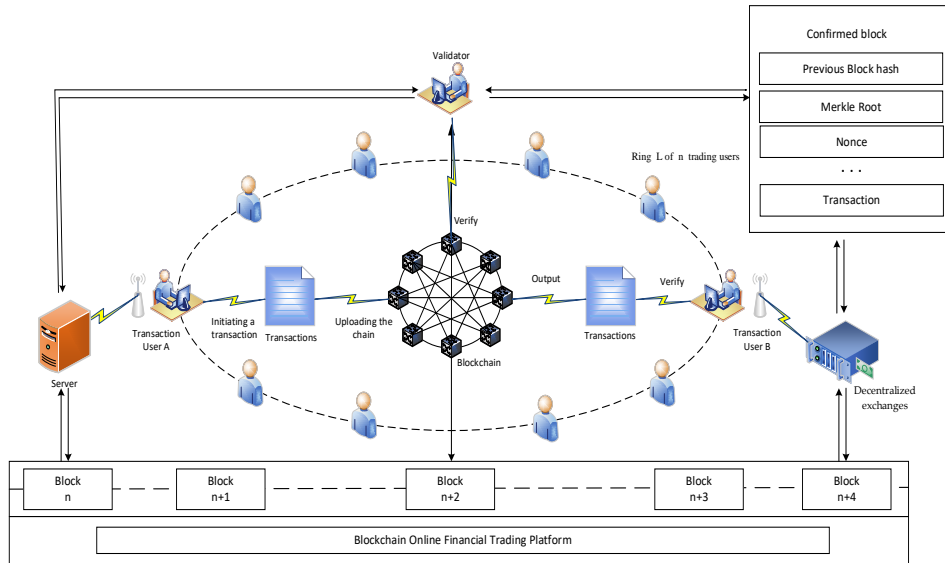 Confirmed block
Previous Block hash
Merkle Root
Nonce
. . .
Transaction
Validator
Ring L of n trading users
Verify
Output
Verify
Transaction
User A
Initiating a
transaction
Transactions
Uploading the
chain
Blockchain
Transactions
Transaction
User B
Server
Decentralized
exchanges
Block
n
Block
n+1
Block
n+2
Block
n+3
Block
n+4
Blockchain Online Financial Trading Platform